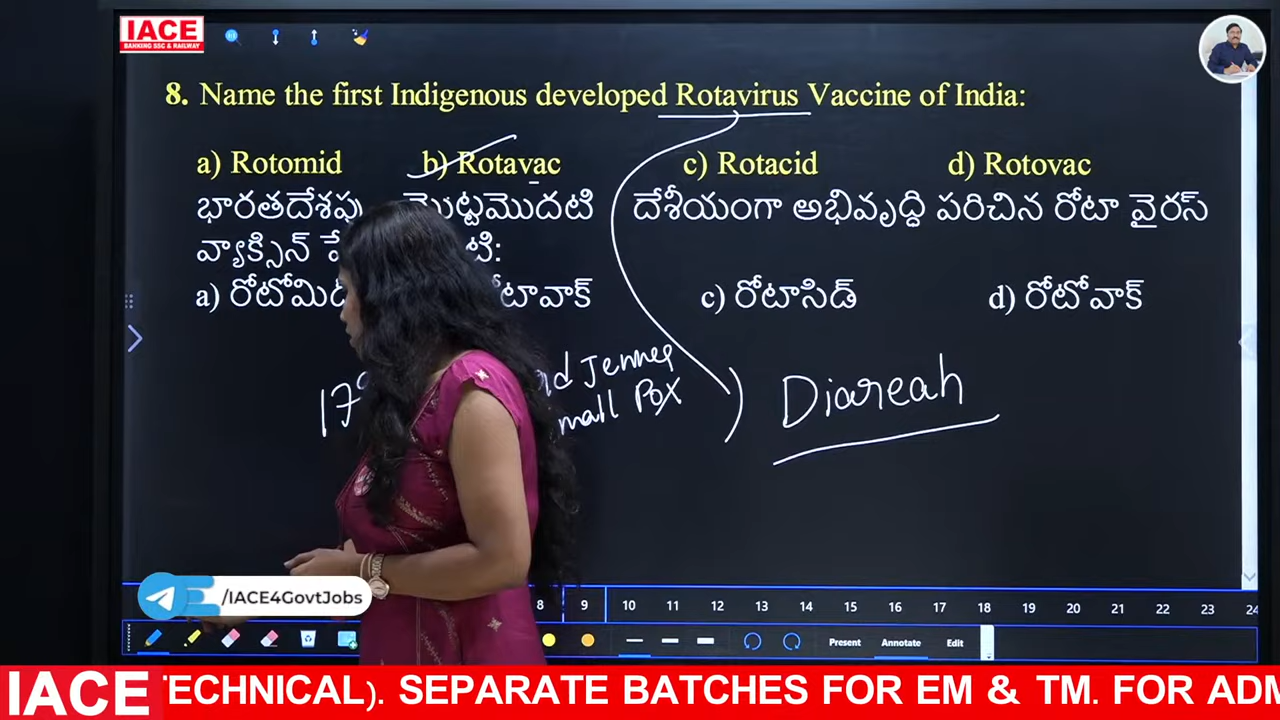 IACE
BANKING SSC & RAILWAY
8. Name the first Indigenous developed Rotavirus Vaccine of India:
a) Rotomid b) Rotavac c) Rotacid d) Rotovac
భారతదేశపు మొట్టమొదటి దేశీయంగా అభివృద్ధి పరిచిన రోటా వైరస్
వ్యాక్సిన్
a) c) రోటాసిడ్ d) రోటోవాక్
Jenner
Pox
Diareah
/IACE4GovtJobs
8 9 10 11 12 13 14 15 16 17 18 19 20 21 22 23 24
Present Annotate Edit
IACE TECHNICAL). SEPARATE BATCHES FOR EM & TM. FOR ADM